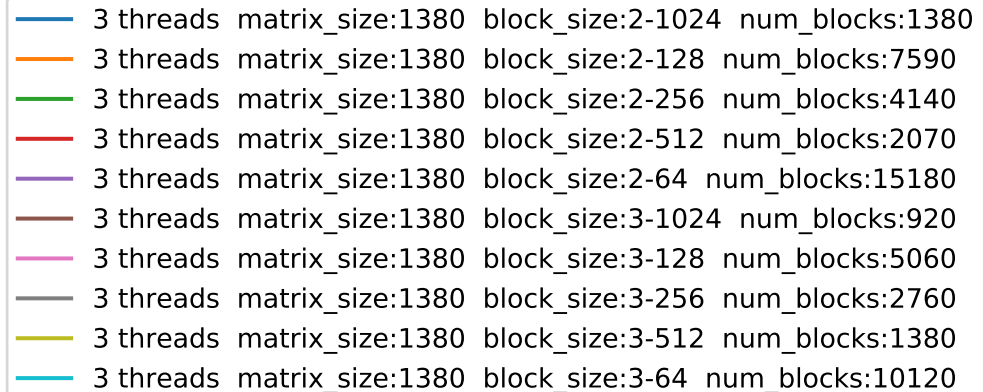 3 threads  matrix_size:1380  block_size:2-1024  num_blocks:1380
3 threads  matrix_size:1380  block_size:2-128  num_blocks:7590
3 threads  matrix_size:1380  block_size:2-256  num_blocks:4140
3 threads  matrix_size:1380  block_size:2-512  num_blocks:2070
3 threads  matrix_size:1380  block_size:2-64  num_blocks:15180
3 threads  matrix_size:1380  block_size:3-1024  num_blocks:920
3 threads  matrix_size:1380  block_size:3-128  num_blocks:5060
3 threads  matrix_size:1380  block_size:3-256  num_blocks:2760
3 threads  matrix_size:1380  block_size:3-512  num_blocks:1380
3 threads  matrix_size:1380  block_size:3-64  num_blocks:10120